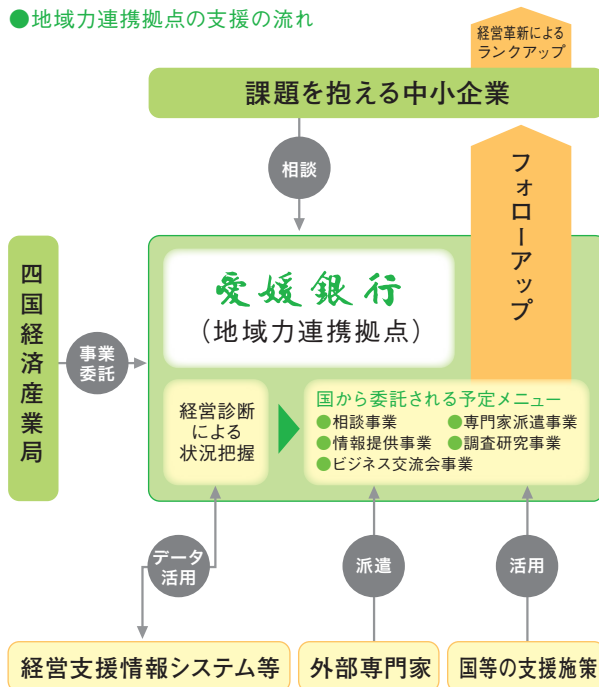 ●地域力連携拠点の支援の流れ
経営革新による
ランクアップ
課題を抱える中小企業
相談
フォローアップ
四国経済産業局
事業
委託
愛媛銀行
(地域力連携拠点)
経営診断
による
状況把握
国から委託される予定メニュー
●相談事業 ●専門家派遣事業
●情報提供事業 ●調査研究事業
●ビジネス交流会事業
データ
活用
派遣
活用
経営支援情報システム等
外部専門家
国等の支援施策